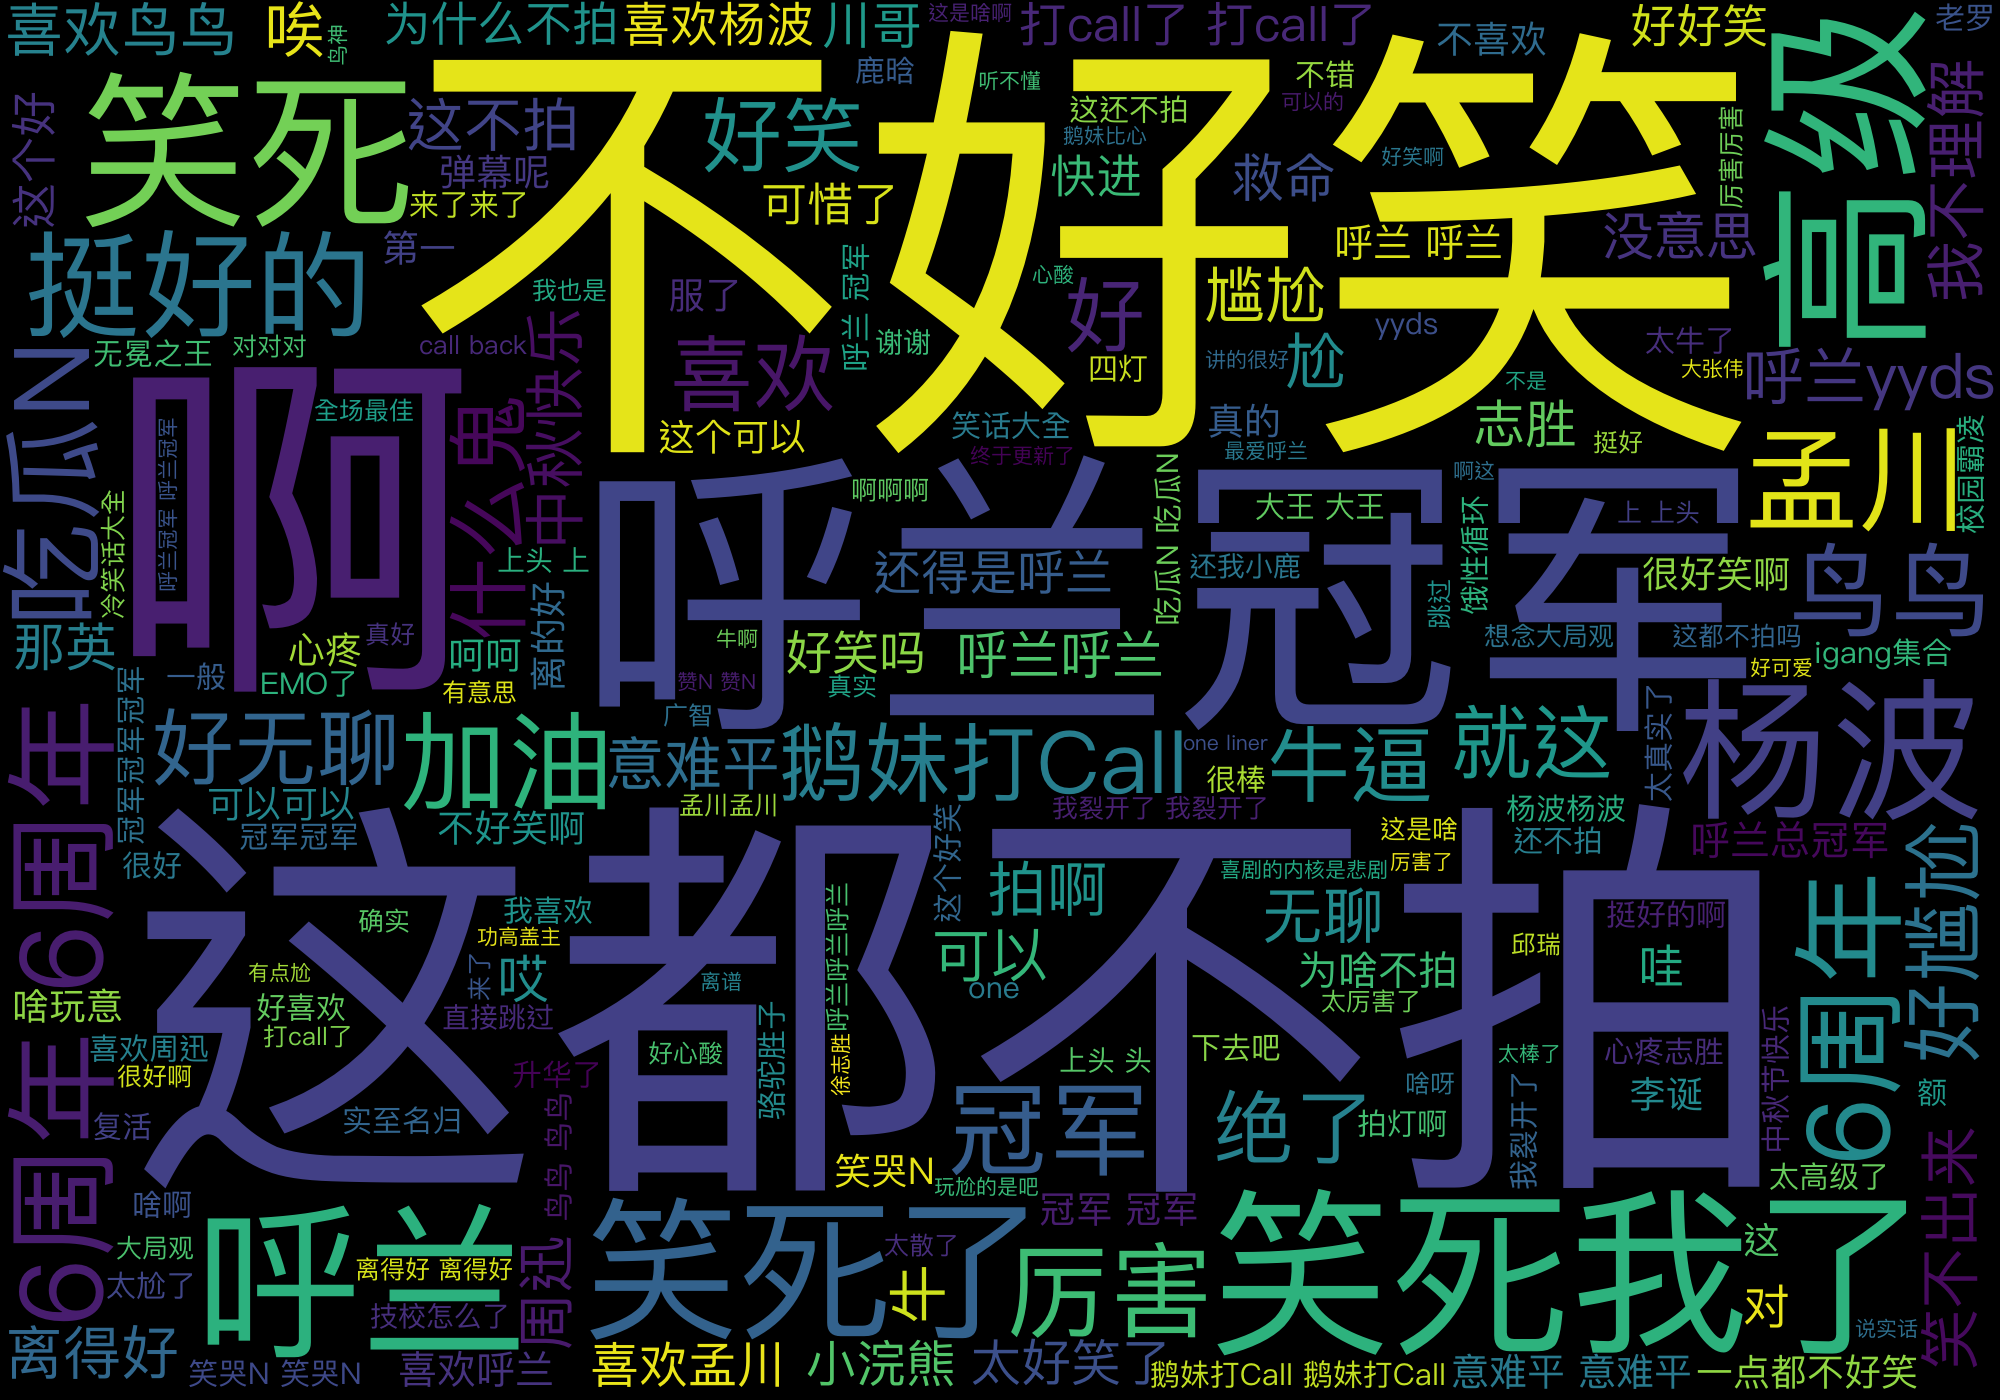 喜欢鸟鸟
唉
鸟神
为什么不拍
喜欢杨波
川哥
这是啥啊
打call了 打call了
不喜欢
好好笑
老罗
这个好
笑死
不好笑
高级
我不理解
鹿晗
听不懂
不错
可以的
这不拍
好笑
这还不拍
鹅妹比心
好笑啊
厉害厉害
弹幕呢
来了来了
可惜了
快进
救命
挺好的
第一
呼兰 呼兰
没意思
我也是
服了
呼兰 冠军
心酸
好
尴尬
yyds
太牛了
无冕之王
对对对
call back
中秋快乐
喜欢
谢谢
四灯
讲的很好
尬
不是
大张伟
呼兰yyds
吃瓜N
啊
全场最佳
什么鬼
这个可以
笑话大全
终于更新了
真的
最爱呼兰
志胜
挺好
孟川
校园霸凌
呼兰冠军 呼兰冠军
冷笑话大全
呼兰冠军
啊啊啊
吃瓜N 吃瓜N
大王 大王
啊这
上 上头
上头 上
还得是呼兰
还我小鹿
跳过
饿性循环
很好笑啊
鸟鸟
那英
心疼
真好
呵呵
离的好
牛啊
好笑吗
呼兰呼兰
想念大局观
这都不拍吗
igang集合
一般
EMO了
有意思
赞N 赞N
真实
好可爱
冠军冠军冠军
好无聊
加油
广智
意难平
鹅妹打Call
one liner
牛逼
很棒
就这
太真实了
杨波
6周年6周年
可以可以
冠军冠军
不好笑啊
孟川孟川
我裂开了 我裂开了
这是啥
杨波杨波
还不拍
呼兰总冠军
好尴尬
很好
这都不拍
这个好笑
拍啊
喜剧的内核是悲剧
厉害了
确实
我喜欢
功高盖主
呼兰呼兰呼兰
可以
无聊
挺好的啊
6周年
有点尬
来了
哎
离谱
one
为啥不拍
邱瑞
哇
啥玩意
好喜欢
打call了
直接跳过
太厉害了
喜欢周迅
很好啊
好心酸
骆驼胜子
徐志胜
上头 头
下去吧
太棒了
心疼志胜
中秋节快乐
升华了
冠军
绝了
啥呀
李诞
额
复活
实至名归
鸟鸟 鸟鸟
拍灯啊
我裂开了
啥啊
笑哭N
玩尬的是吧
冠军 冠军
太高级了
笑不出来
大局观
呼兰
周迅
笑死了
太散了
厉害
笑死我了
这
太尬了
离得好 离得好
牛
对
技校怎么了
说实话
离得好
笑哭N 笑哭N
喜欢呼兰
喜欢孟川
小浣熊
太好笑了
鹅妹打Call 鹅妹打Call
意难平 意难平
一点都不好笑